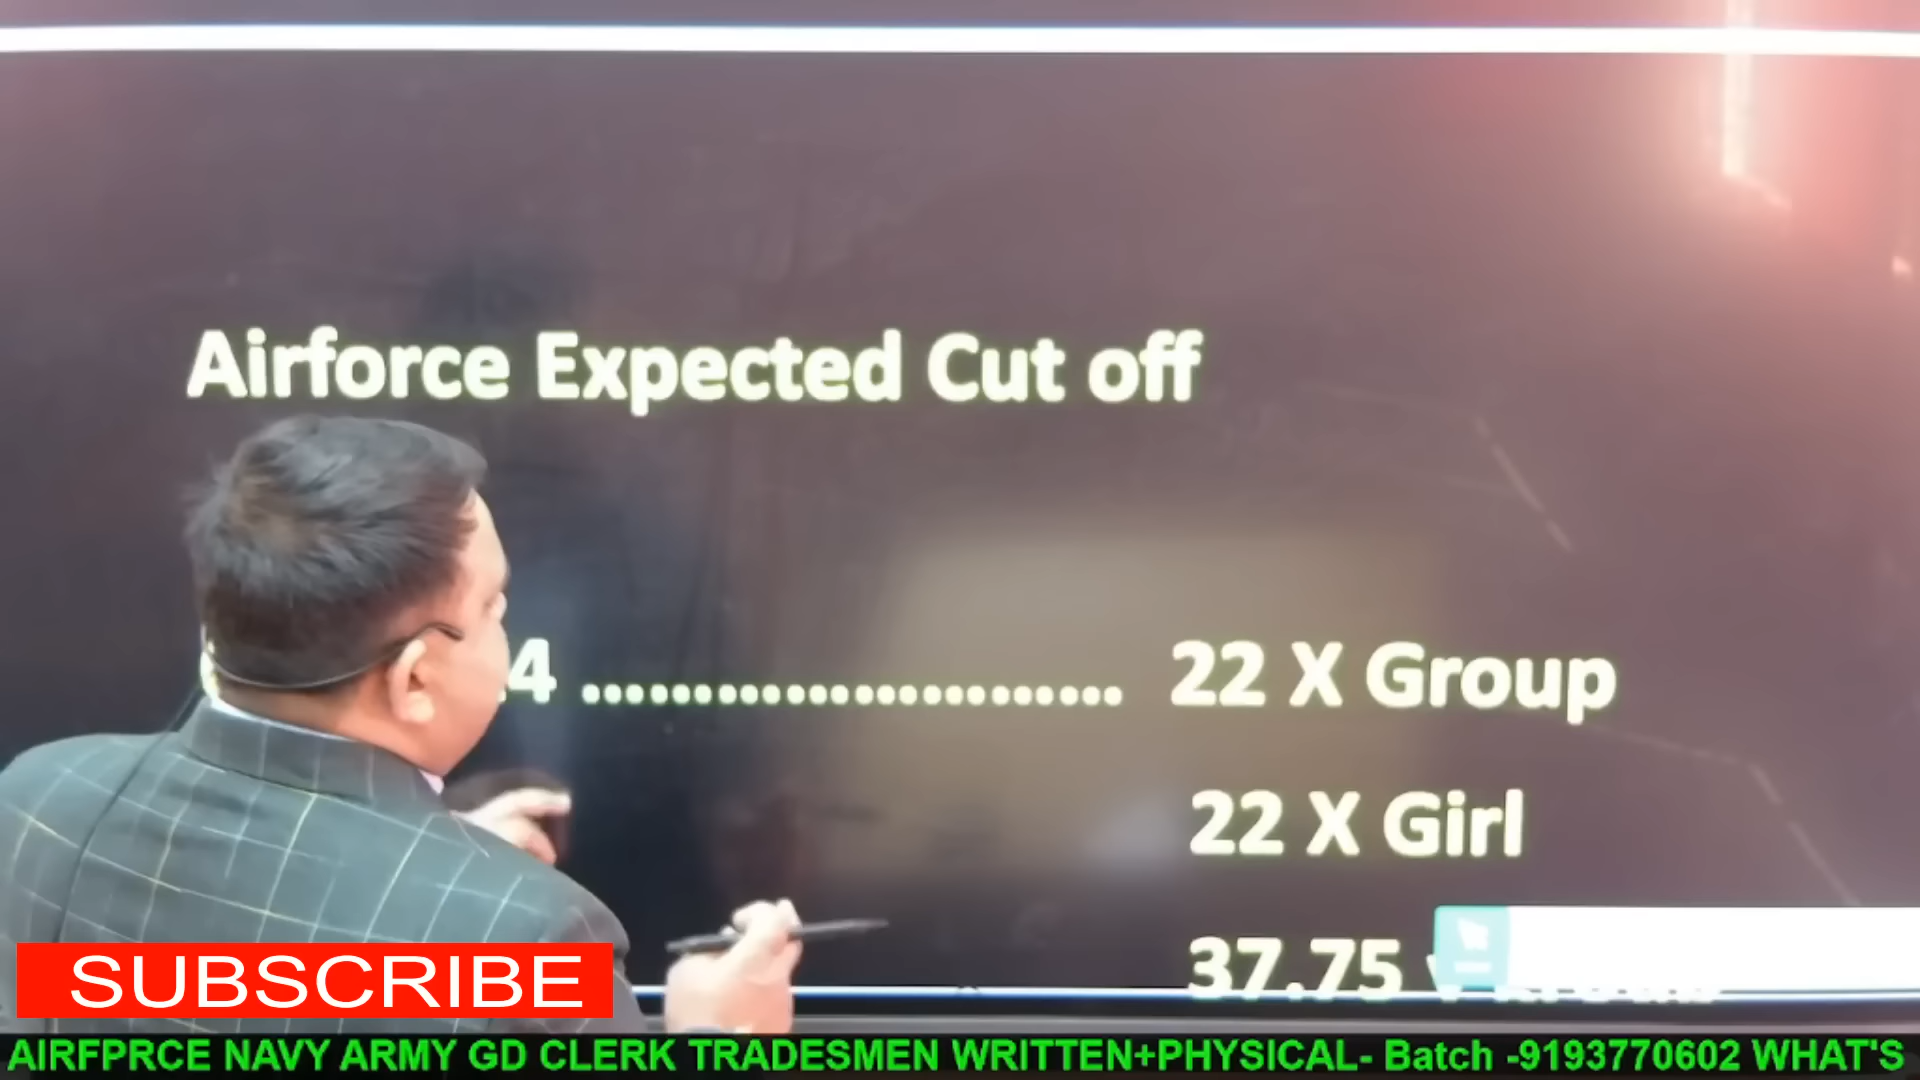 Airforce Expected Cut off
4 ........................ 22 X Group
22 X Girl
37.75
SUBSCRIBE
AIRFPRCE NAVY ARMY GD CLERK TRADESMEN WRITTEN+PHYSICAL- Batch -9193770602 WHAT'S